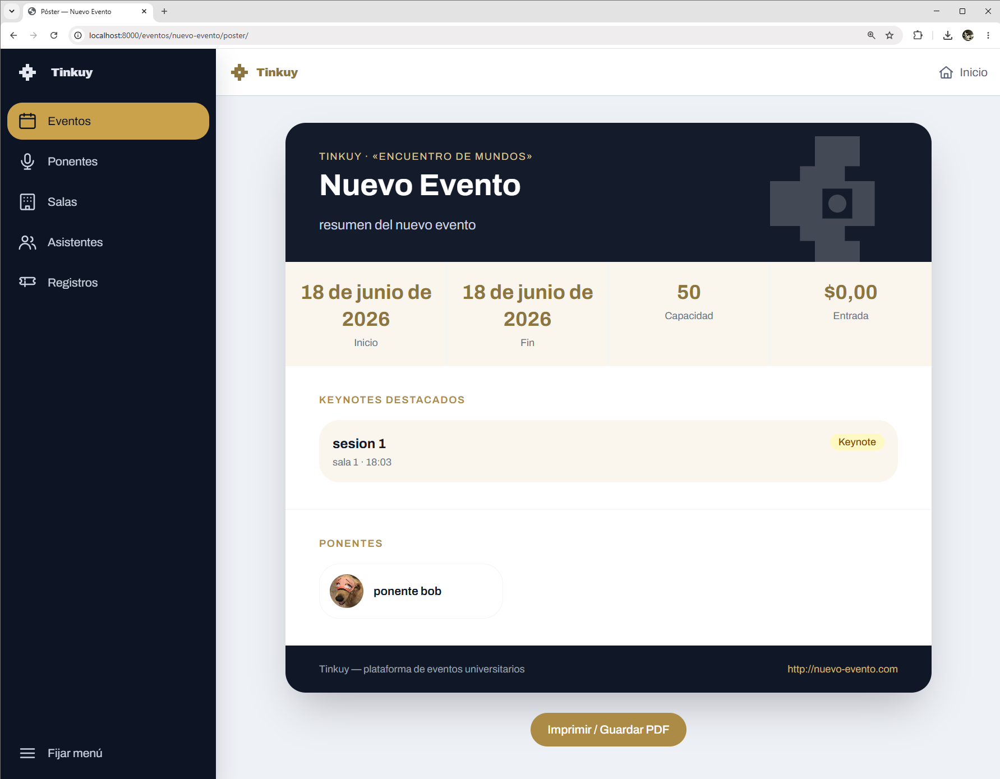 Póster — Nuevo Evento
localhost:8000/eventos/nuevo-evento/poster/
Tinkuy
Eventos
Ponentes
Salas
Asistentes
Registros
Fijar menú
Tinkuy
Inicio
TINKUY · «ENCUENTRO DE MUNDOS»
Nuevo Evento
resumen del nuevo evento
18 de junio de
2026
Inicio
18 de junio de
2026
Fin
50
Capacidad
$0,00
Entrada
KEYNOTES DESTACADOS
sesion 1
Keynote
sala 1 · 18:03
PONENTES
ponente bob
Tinkuy — plataforma de eventos universitarios
http://nuevo-evento.com
Imprimir / Guardar PDF